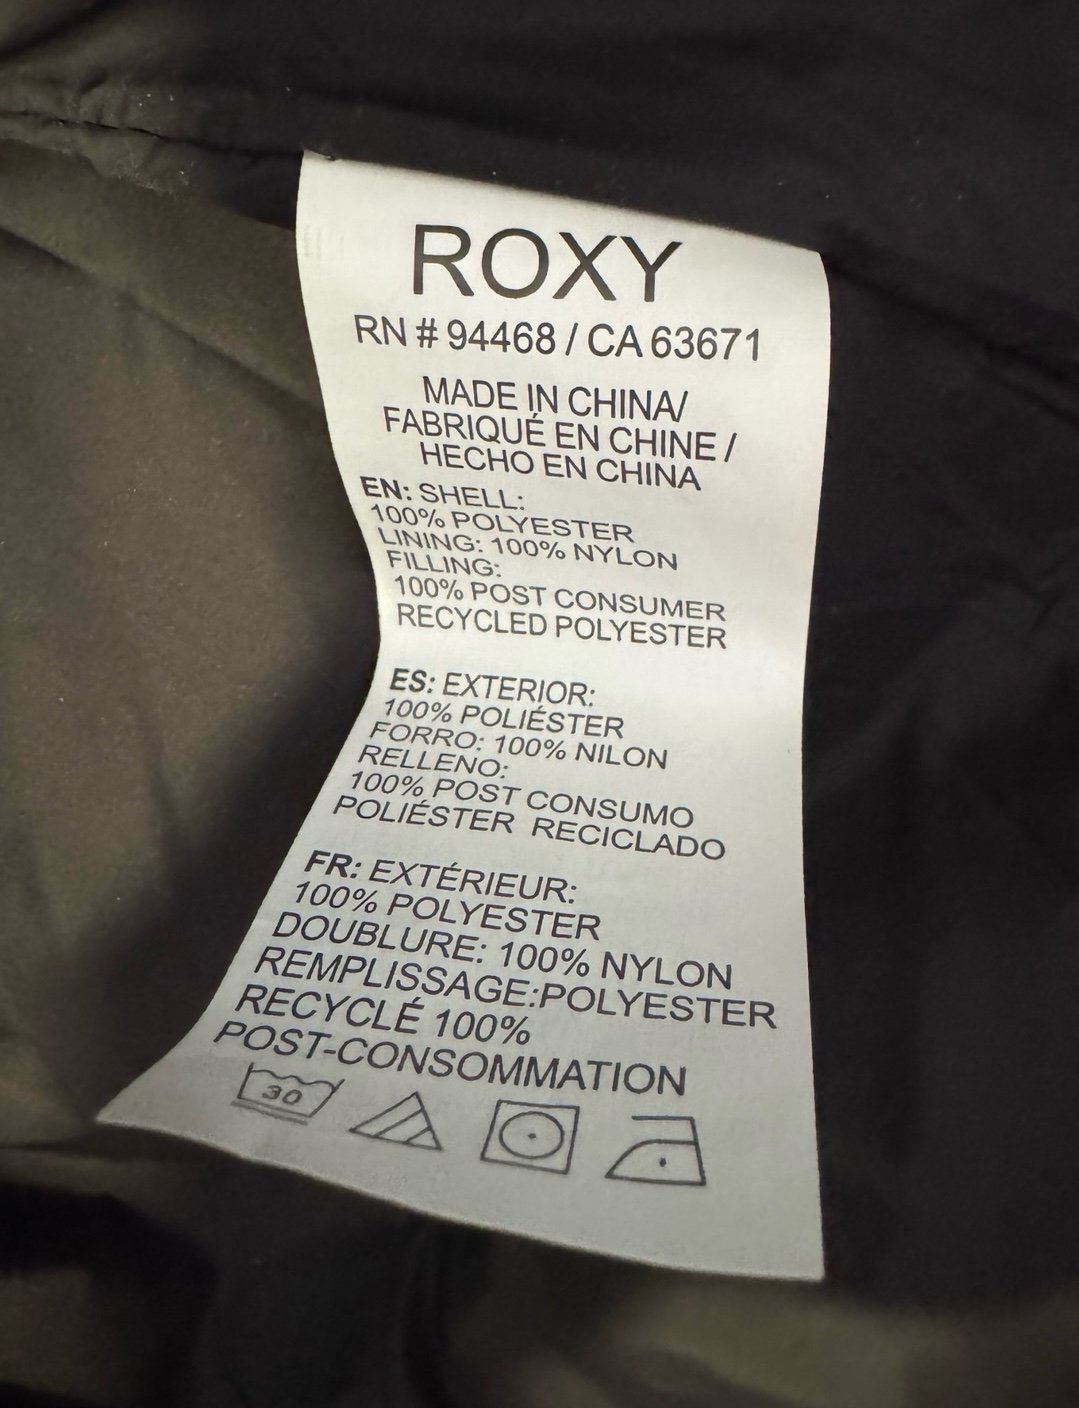 ROXY
RN # 94468 / CA 63671
MADE IN CHINA/
FABRIQUÉ EN CHINE /
HECHO EN CHINA
EN: SHELL:
100% POLYESTER
LINING: 100% NYLON
FILLING:
100% POST CONSUMER
RECYCLED POLYESTER
ES: EXTERIOR:
100% POLIÉSTER
FORRO: 100% NILON
RELLENO:
100% POST CONSUMO
POLIÉSTER RECICLADO
FR: EXTÉRIEUR:
100% POLYESTER
DOUBLURE: 100% NYLON
REMPLISSAGE:POLYESTER
RECYCLÉ 100%
POST-CONSOMMATION
30